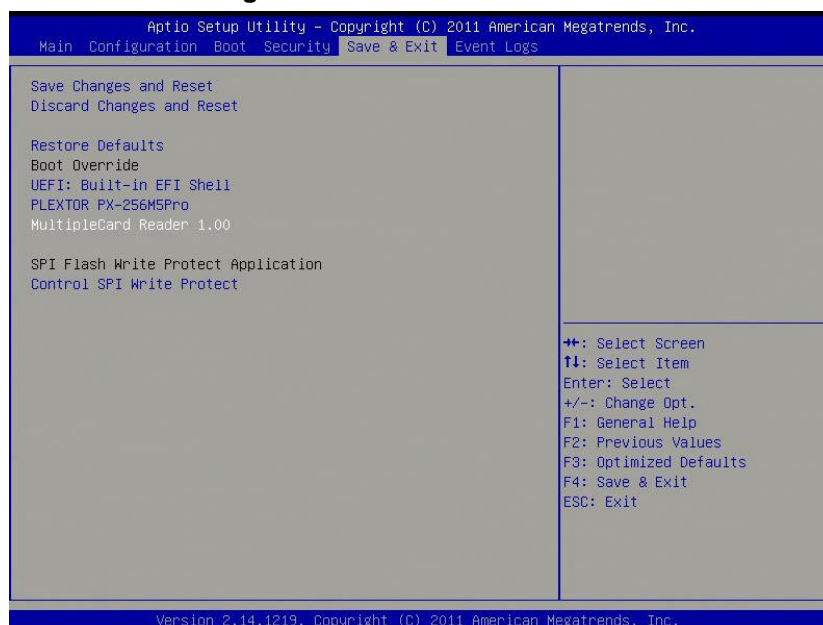 Aptio Setup Utility – Copyright (C) 2011 American Megatrends, Inc.
Main Configuration Boot Security Save & Exit Event Logs
Save Changes and Reset
Discard Changes and Reset
Restore Defaults
Boot Override
UEFI: Built-in EFI Shell
PLEXTOR PX-256M5Pro
MultipleCard Reader 1.00
SPI Flash Write Protect Application
Control SPI Write Protect
→←: Select Screen
↑↓: Select Item
Enter: Select
+/-: Change Opt.
F1: General Help
F2: Previous Values
F3: Optimized Defaults
F4: Save & Exit
ESC: Exit
Version 2.14.1219. Copyright (C) 2011 American Megatrends, Inc.